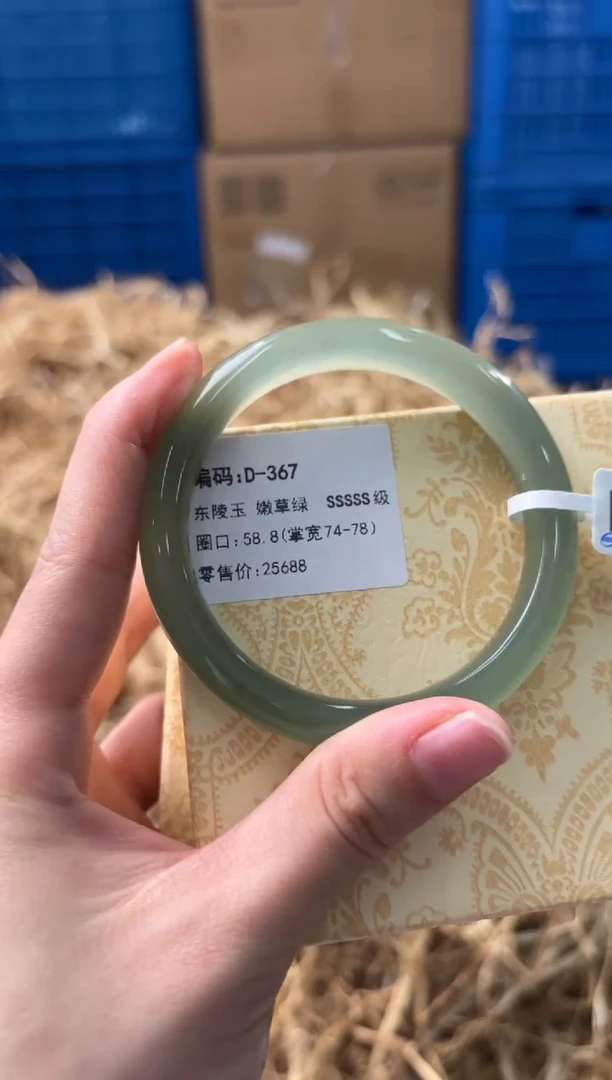 编码:D-367
东陵玉 嫩草绿 SSSSS级
圈口:58.8(掌宽74-78)
零售价:25688